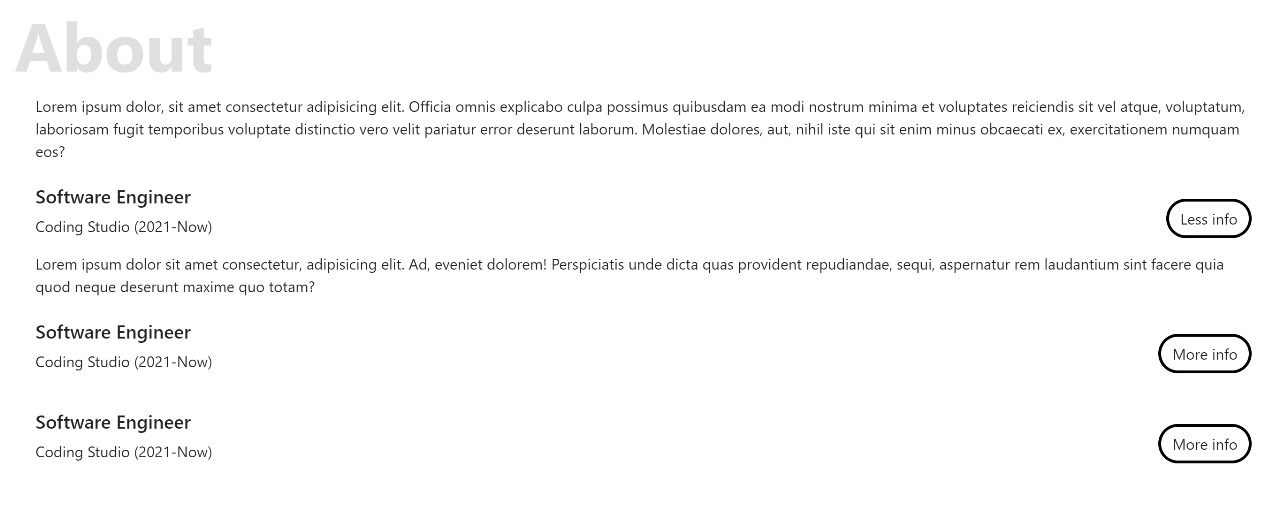 About
Lorem ipsum dolor, sit amet consectetur adipisicing elit. Officia omnis explicabo culpa possimus quibusdam ea modi nostrum minima et voluptates reiciendis sit vel atque, voluptatum,
laboriosam fugit temporibus voluptate distinctio vero velit pariatur error deserunt laborum. Molestiae dolores, aut, nihil iste qui sit enim minus obcaecati ex, exercitationem numquam
eos?
Software Engineer
Coding Studio (2021-Now)
Less info
Lorem ipsum dolor sit amet consectetur, adipisicing elit. Ad, eveniet dolorem! Perspiciatis unde dicta quas provident repudiandae, sequi, aspernatur rem laudantium sint facere quia
quod neque deserunt maxime quo totam?
Software Engineer
Coding Studio (2021-Now)
More info
Software Engineer
Coding Studio (2021-Now)
More info